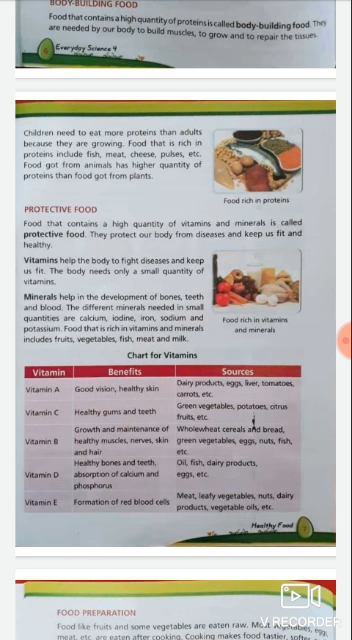 BODY-BUILDING FOOD
Food that contains a high quantity of proteins is called body-building food. They
are needed by our body to build muscles, to grow and to repair the tissues.
6 Everyday Science 4
Children need to eat more proteins than adults
because they are growing. Food that is rich in
proteins include fish, meat, cheese, pulses, etc.
Food got from animals has higher quantity of
proteins than food got from plants.
Food rich in proteins
PROTECTIVE FOOD
Food that contains a high quantity of vitamins and minerals is called
protective food. They protect our body from diseases and keep us fit and
healthy.
Vitamins help the body to fight diseases and keep
us fit. The body needs only a small quantity of
vitamins.
Minerals help in the development of bones, teeth
and blood. The different minerals needed in small
quantities are calcium, iodine, iron, sodium and
potassium. Food that is rich in vitamins and minerals
includes fruits, vegetables, fish, meat and milk.
Food rich in vitamins
and minerals
Chart for Vitamins
Vitamin Benefits Sources
Vitamin A Good vision, healthy skin Dairy products, eggs, liver, tomatoes,
carrots, etc.
Vitamin C Healthy gums and teeth Green vegetables, potatoes, citrus
fruits, etc.
Vitamin B Growth and maintenance of Wholewheat cereals and bread,
healthy muscles, nerves, skin green vegetables, eggs, nuts, fish,
and hair etc.
Vitamin D Healthy bones and teeth, Oil, fish, dairy products,
absorption of calcium and eggs, etc.
phosphorus
Vitamin E Formation of red blood cells Meat, leafy vegetables, nuts, dairy
products, vegetable oils, etc.
Healthy Food 7
FOOD PREPARATION
Food like fruits and some vegetables are eaten raw. egg,
meat, etc. are eaten after cooking. Cooking makes food tastier, softer
V RECORDER